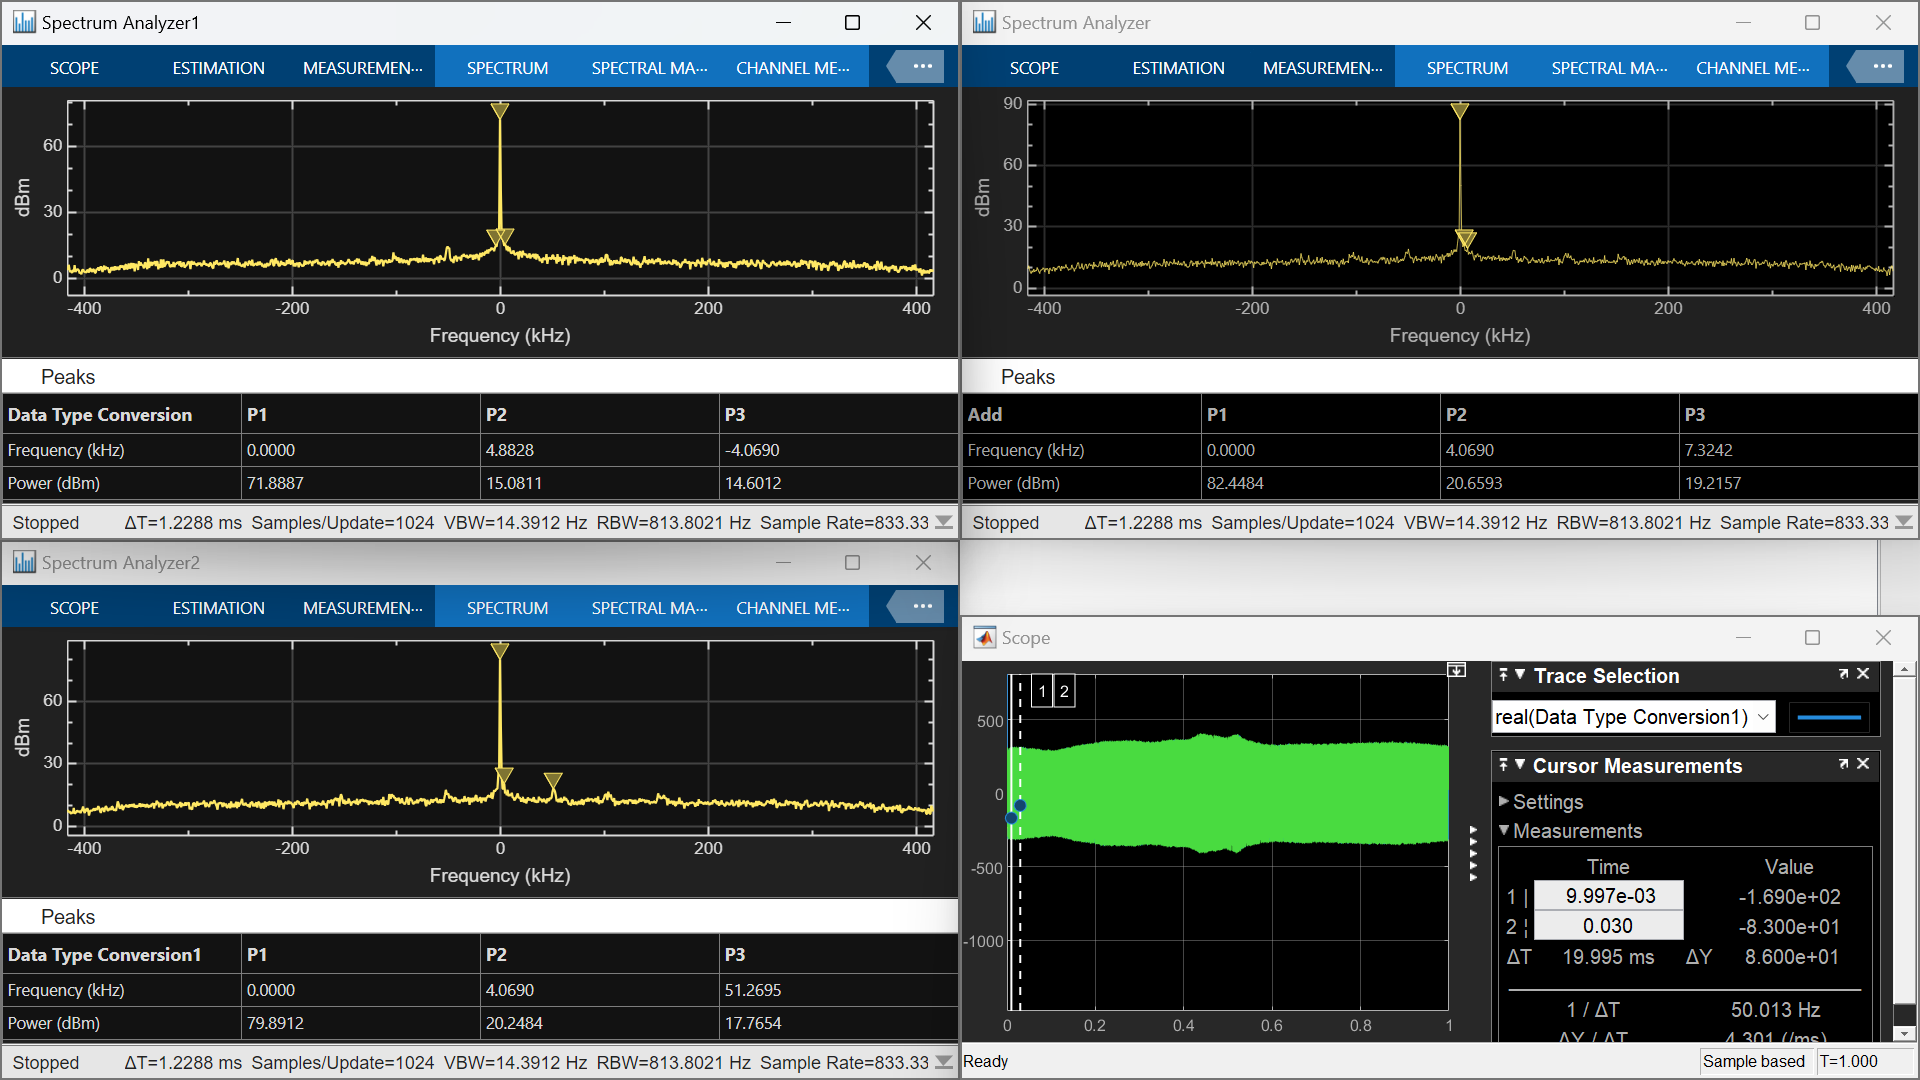 Spectrum Analyzer1
SCOPE ESTIMATION MEASUREMEN... SPECTRUM SPECTRAL MA... CHANNEL ME... ...
dBm
60
30
0
-400 -200 0 200 400
Frequency (kHz)
Peaks
Data Type Conversion P1 P2 P3
Frequency (kHz) 0.0000 4.8828 -4.0690
Power (dBm) 71.8887 15.0811 14.6012
Stopped ΔT=1.2288 ms Samples/Update=1024 VBW=14.3912 Hz RBW=813.8021 Hz Sample Rate=833.33
Spectrum Analyzer
SCOPE ESTIMATION MEASUREMEN... SPECTRUM SPECTRAL MA... CHANNEL ME... ...
dBm
90
60
30
0
-400 -200 0 200 400
Frequency (kHz)
Peaks
Add P1 P2 P3
Frequency (kHz) 0.0000 4.0690 7.3242
Power (dBm) 82.4484 20.6593 19.2157
Stopped ΔT=1.2288 ms Samples/Update=1024 VBW=14.3912 Hz RBW=813.8021 Hz Sample Rate=833.33
Spectrum Analyzer2
SCOPE ESTIMATION MEASUREMEN... SPECTRUM SPECTRAL MA... CHANNEL ME... ...
dBm
60
30
0
-400 -200 0 200 400
Frequency (kHz)
Peaks
Data Type Conversion1 P1 P2 P3
Frequency (kHz) 0.0000 4.0690 51.2695
Power (dBm) 79.8912 20.2484 17.7654
Stopped ΔT=1.2288 ms Samples/Update=1024 VBW=14.3912 Hz RBW=813.8021 Hz Sample Rate=833.33
Scope
1 2
500
0
-500
-1000
0 0.2 0.4 0.6 0.8 1
Trace Selection
real(Data Type Conversion1)
Cursor Measurements
Settings
Measurements
Time Value
1 | 9.997e-03 -1.690e+02
2 ¦ 0.030 -8.300e+01
ΔT 19.995 ms ΔY 8.600e+01
1 / ΔT 50.013 Hz
ΔY / ΔT 4.301 (/ms)
Ready Sample based T=1.000